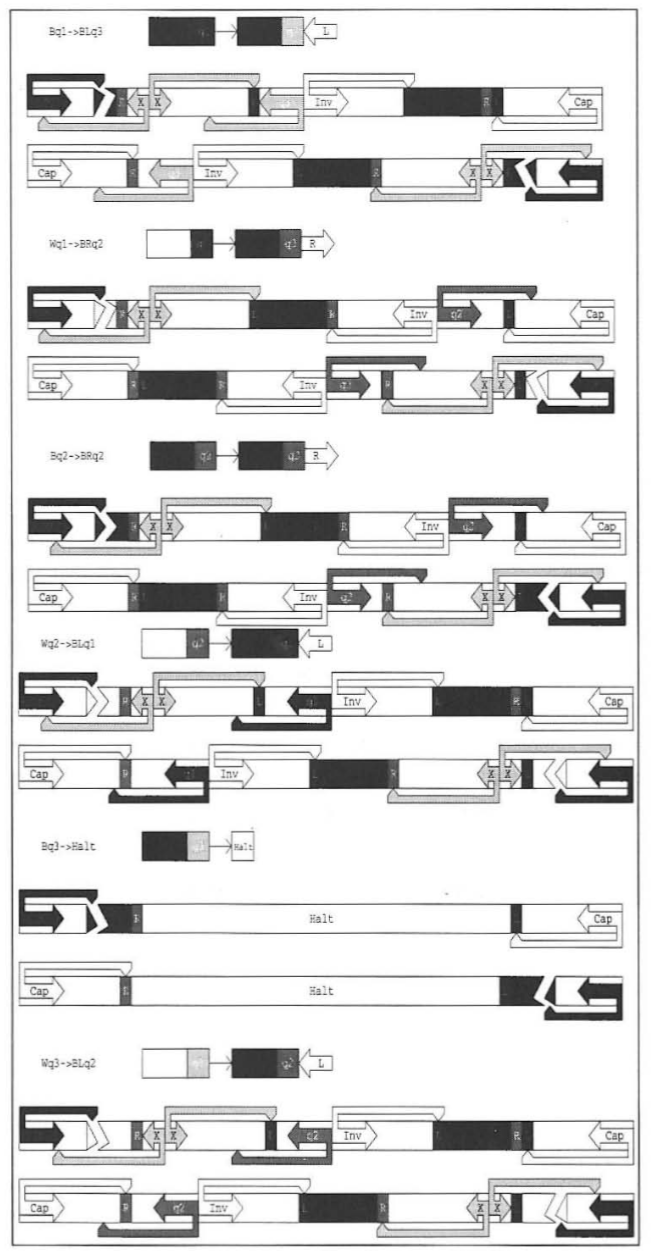 Bq1->BLq3 L
R X X Inv R Cap
Cap R Inv R X X
Wq1->BRq2 q2 R
R X X R Inv q2 L Cap
Cap R L R Inv q2 R X X L
Bq2->BRq2 q2 q2 R
R X X L R Inv q2 L Cap
Cap R L R Inv q2 R X X
Wq2->BLq1 q2 L
R X X L q1 Inv L R Cap
Cap R q1 Inv R X X
Bq3->Halt q3 Halt
R Halt Cap
Cap R Halt
Wq3->BLq2 q3 q2 L
R X X L q2 Inv L R Cap
Cap R q2 Inv L R X X